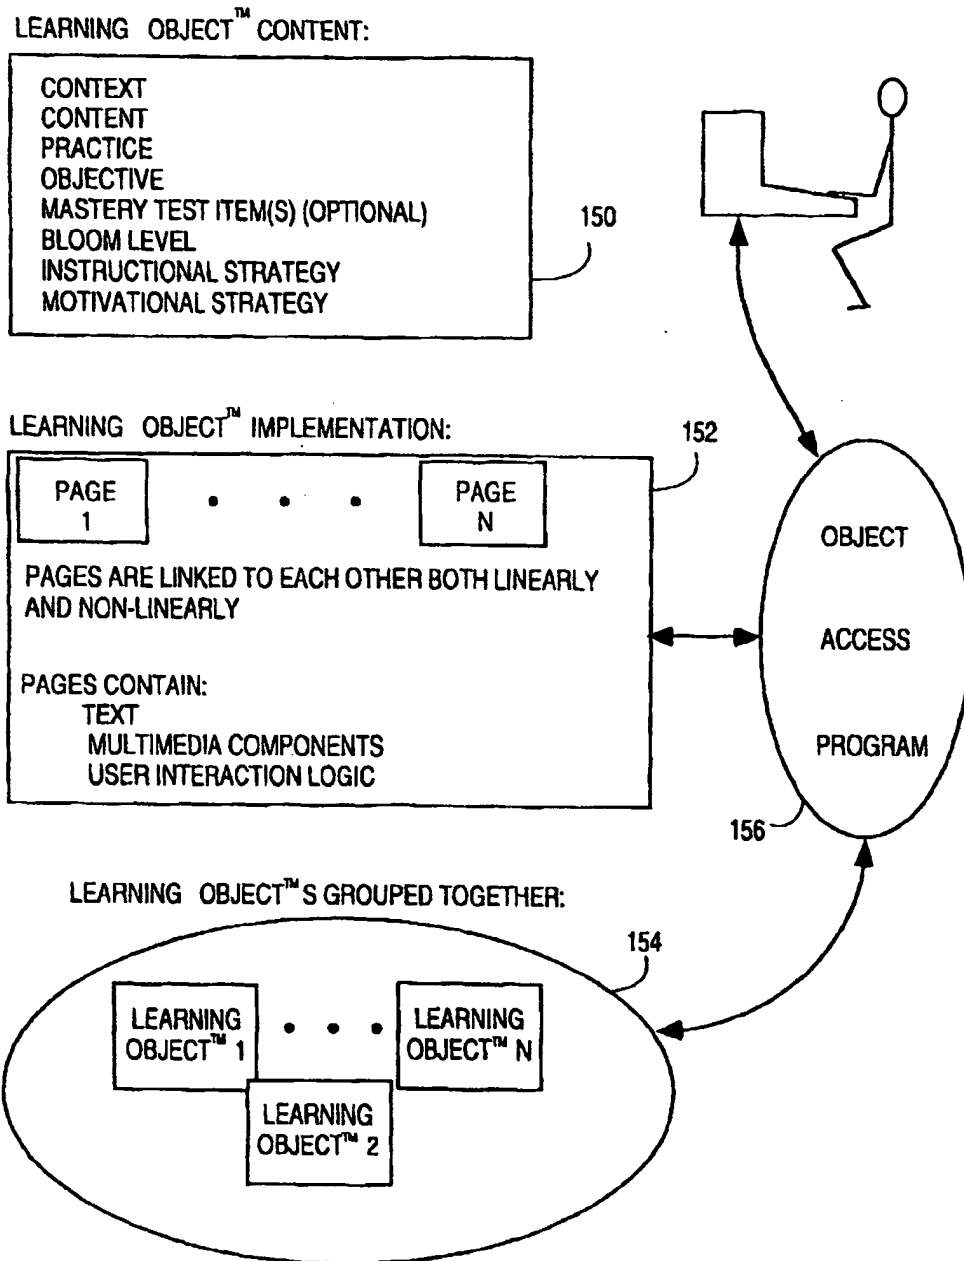 LEARNING OBJECT™ CONTENT:
CONTEXT
CONTENT
PRACTICE
OBJECTIVE
MASTERY TEST ITEM(S) (OPTIONAL)
BLOOM LEVEL
INSTRUCTIONAL STRATEGY
MOTIVATIONAL STRATEGY
150
LEARNING OBJECT™ IMPLEMENTATION:
152
PAGE
1
• • •
PAGE
N
PAGES ARE LINKED TO EACH OTHER BOTH LINEARLY
AND NON-LINEARLY
PAGES CONTAIN:
TEXT
MULTIMEDIA COMPONENTS
USER INTERACTION LOGIC
OBJECT
ACCESS
PROGRAM
156
LEARNING OBJECT™S GROUPED TOGETHER:
154
LEARNING
OBJECT™ 1
• • •
LEARNING
OBJECT™ N
LEARNING
OBJECT™ 2